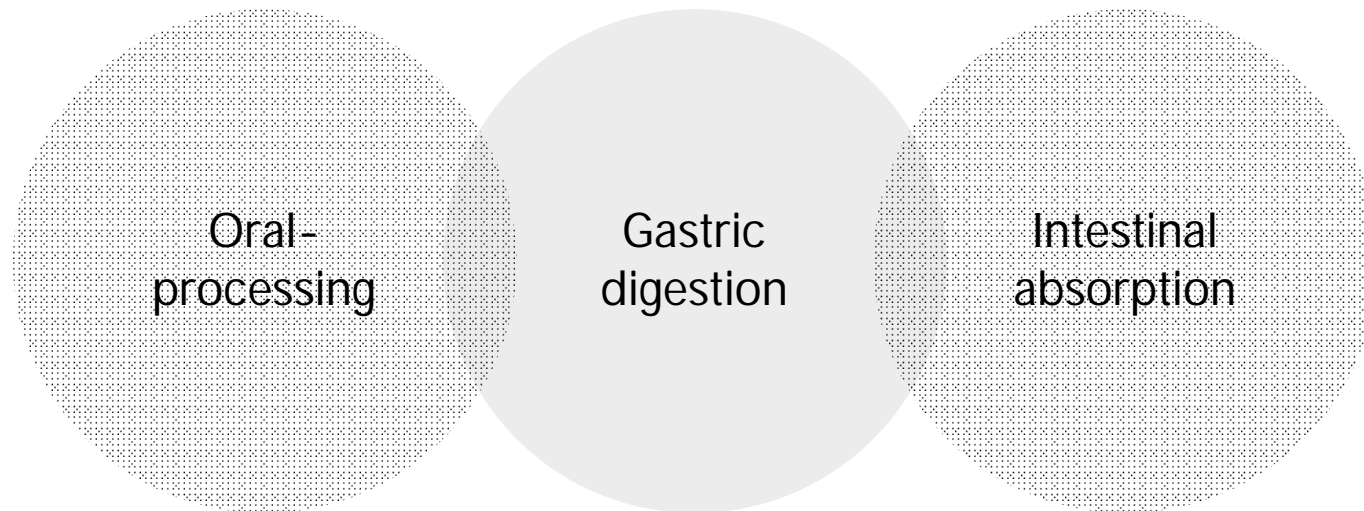 Oral-
processing
Gastric
digestion
Intestinal
absorption